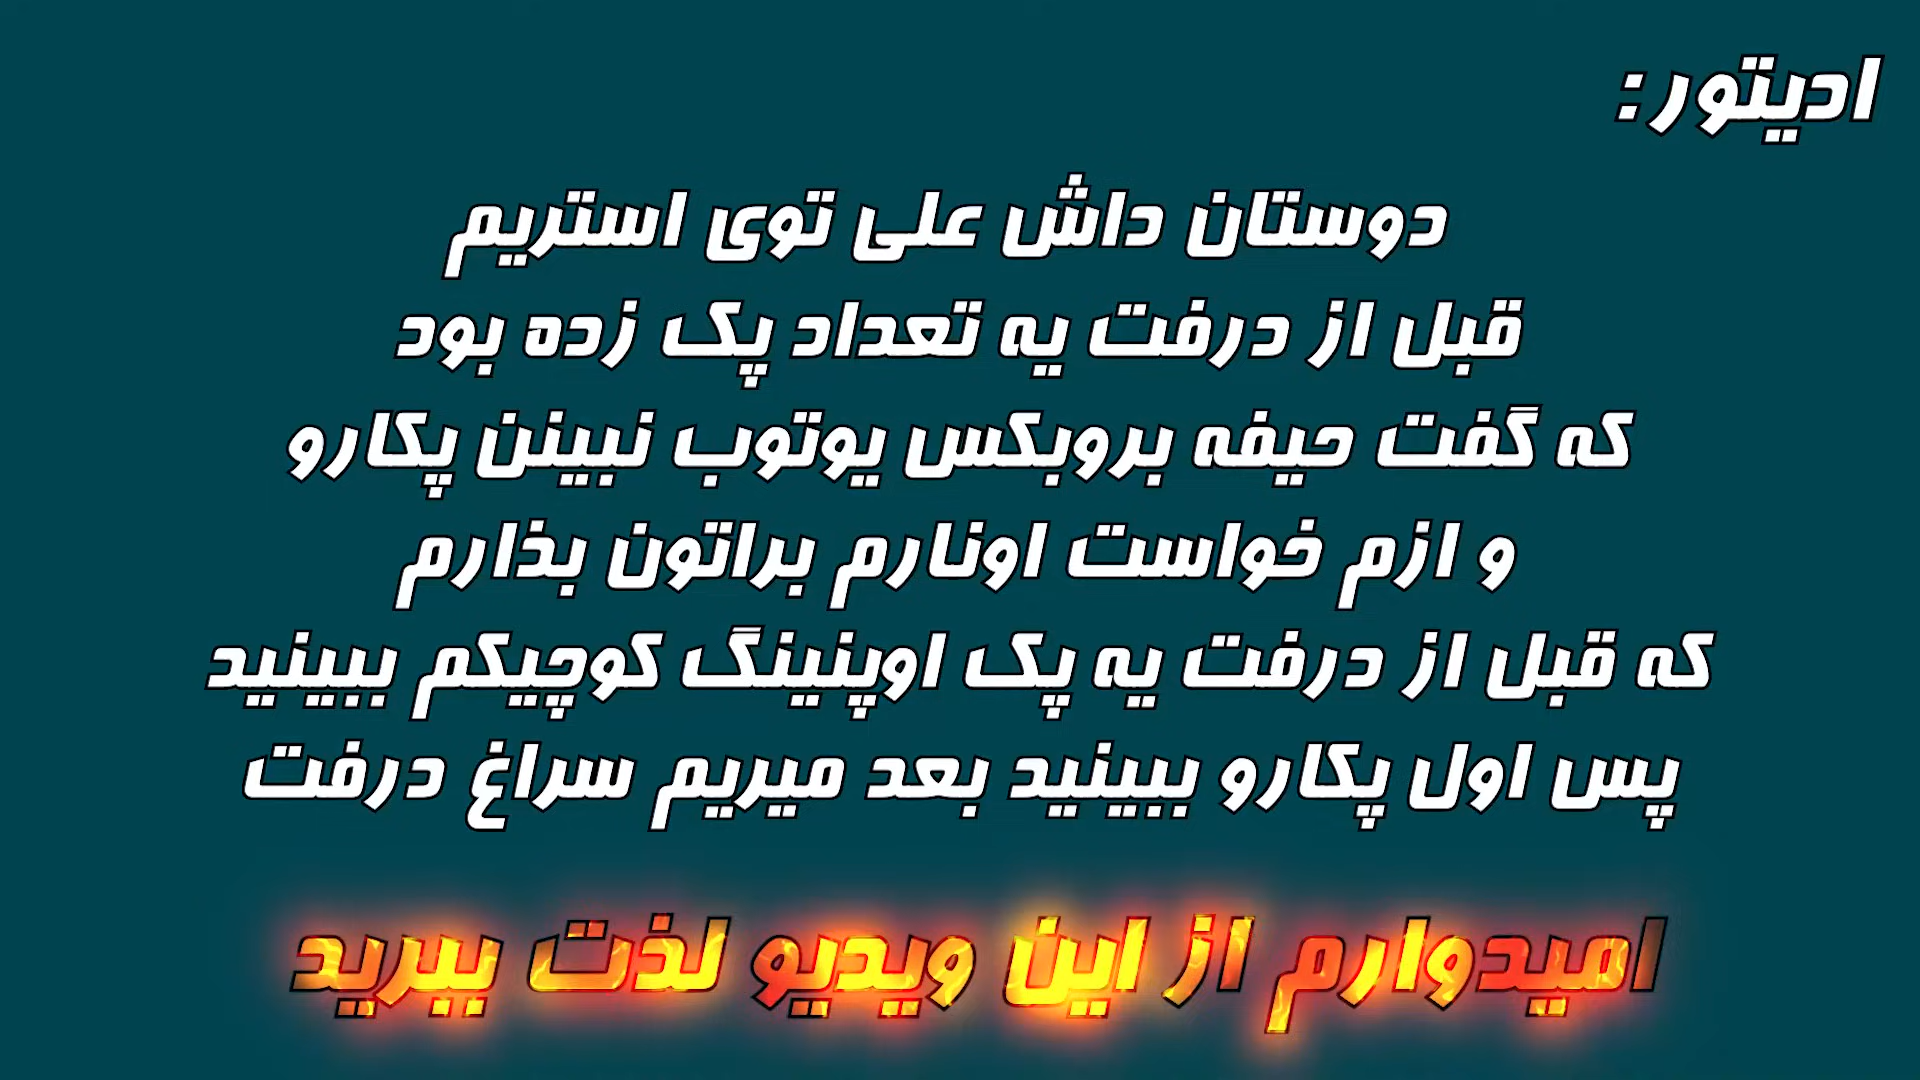 ادیتور :
دوستان داش علی توی استریم
قبل از درفت یه تعداد پک زده بود
که گفت حیفه بروبکس یوتوب نبینن پکارو
و ازم خواست اونارم براتون بذارم
که قبل از درفت یه پک اوپنینگ کوچیکم ببینید
پس اول پکارو ببینید بعد میریم سراغ درفت
امیدوارم از این ویدیو لذت ببرید